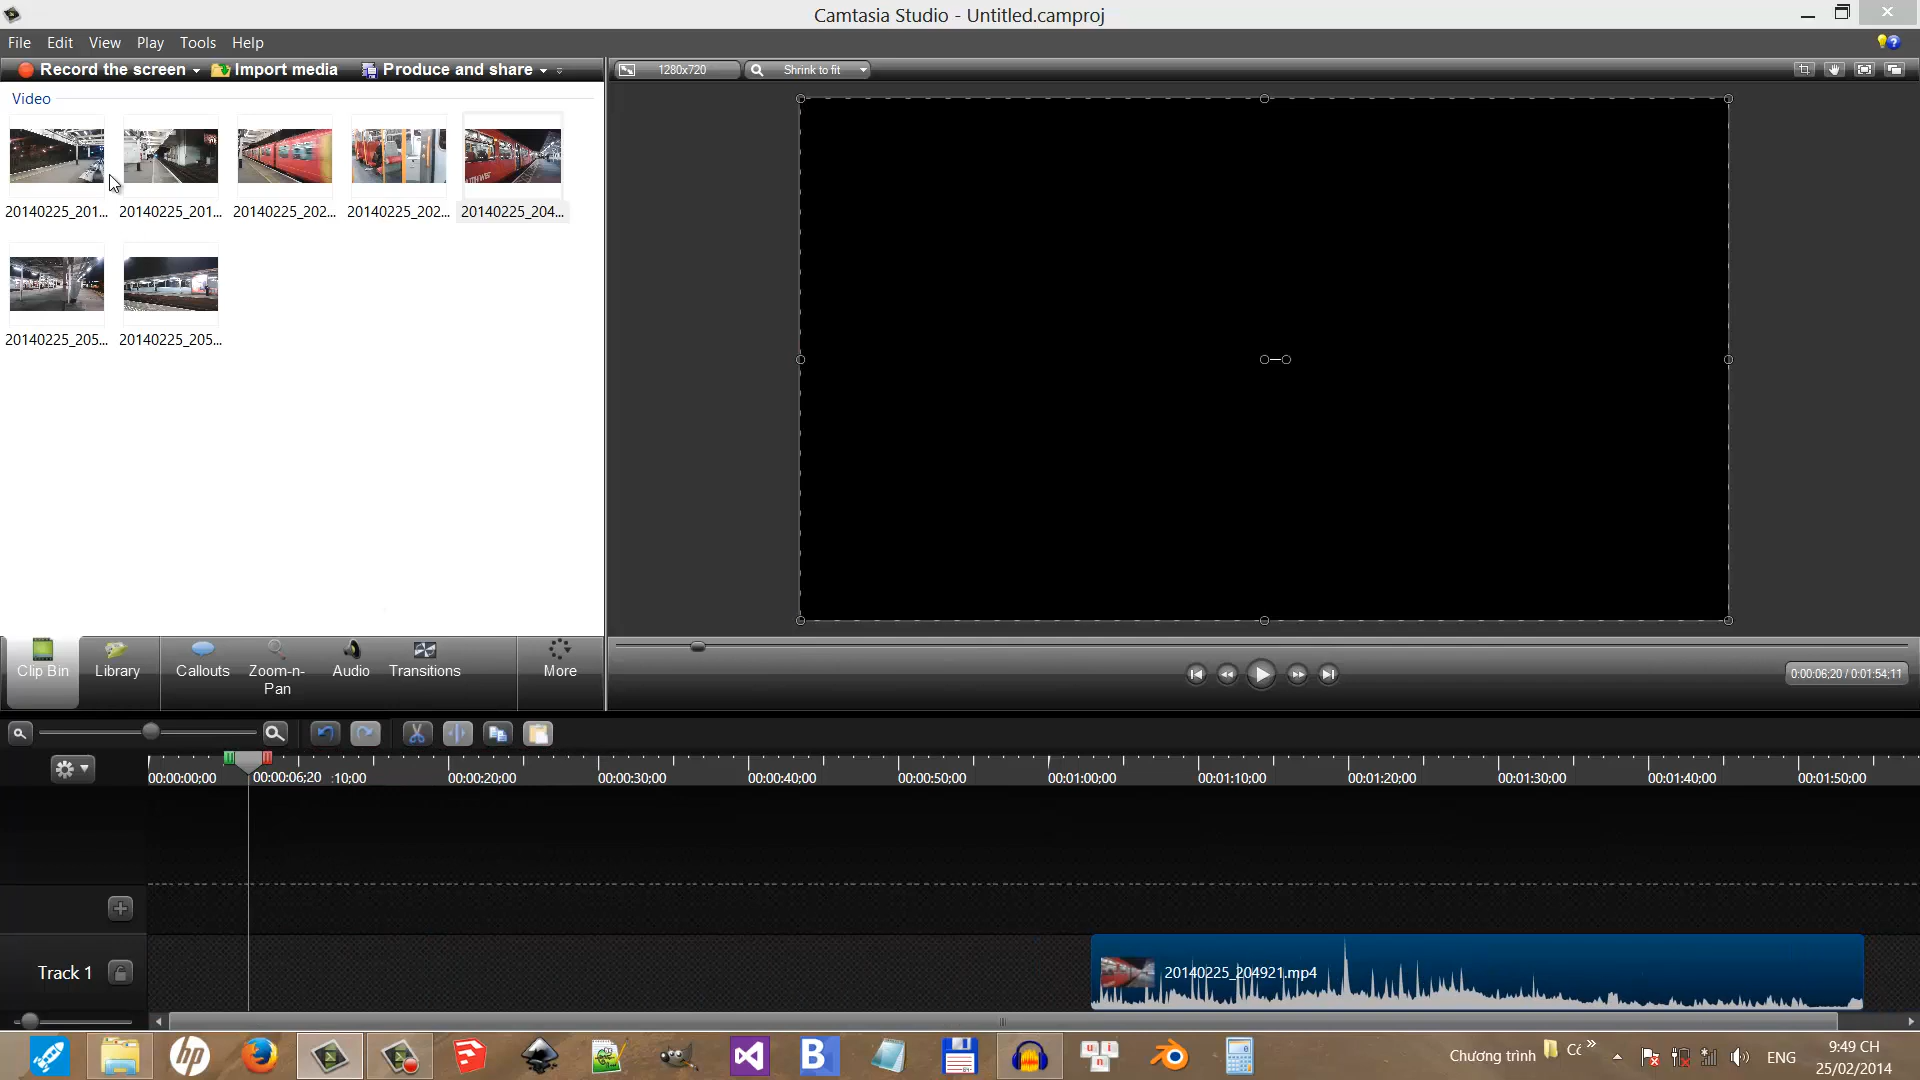 Camtasia Studio - Untitled.camproj
File Edit View Play Tools Help
Record the screen Import media Produce and share
1280x720 Shrink to fit
Video
20140225_201... 20140225_201... 20140225_202... 20140225_202... 20140225_204...
20140225_205... 20140225_205...
Clip Bin Library Callouts Zoom-n-Pan Audio Transitions More
0:00:06;20 / 0:01:54;11
00:00:00;00 00:00:06;20 :10;00 00:00:20;00 00:00:30;00 00:00:40;00 00:00:50;00 00:01:00;00 00:01:10;00 00:01:20;00 00:01:30;00 00:01:40;00 00:01:50;00
Track 1
20140225_204921.mp4
Chương trình ENG
9:49 CH
25/02/2014